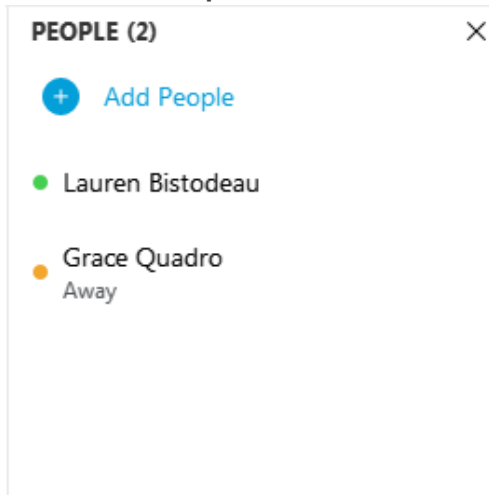 PEOPLE (2)
Add People
Lauren Bistodeau
Grace Quadro
Away